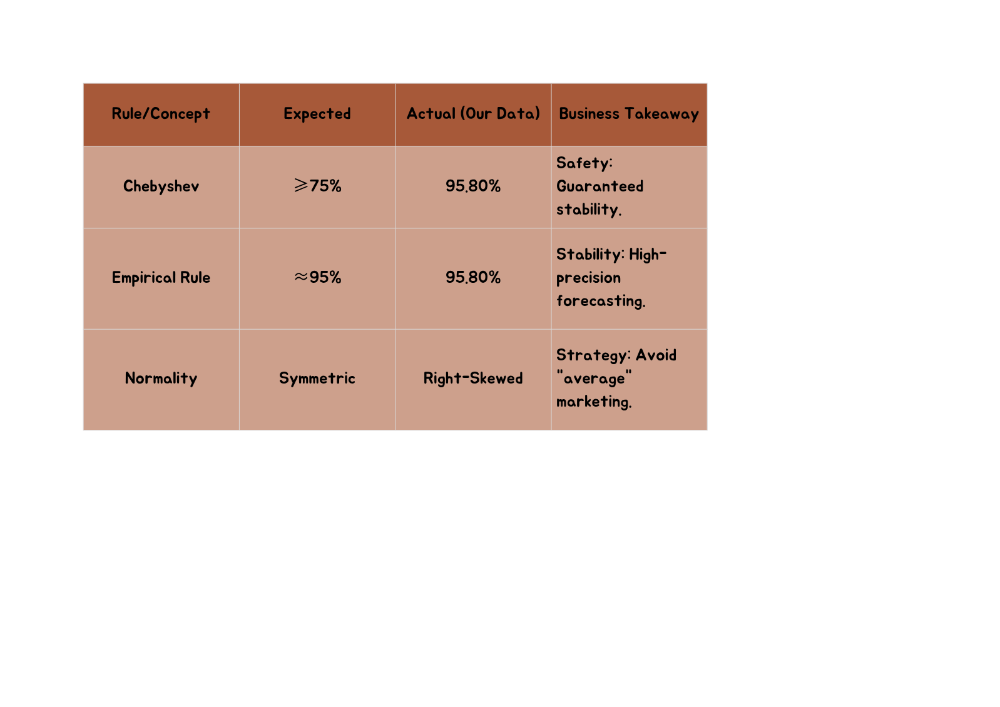 Rule/Concept Expected Actual (Our Data) Business Takeaway
Chebyshev ⩾75% 95.80% Safety:
Guaranteed
stability.
Empirical Rule ≈95% 95.80% Stability: High-
precision
forecasting.
Normality Symmetric Right-Skewed Strategy: Avoid
"average"
marketing.